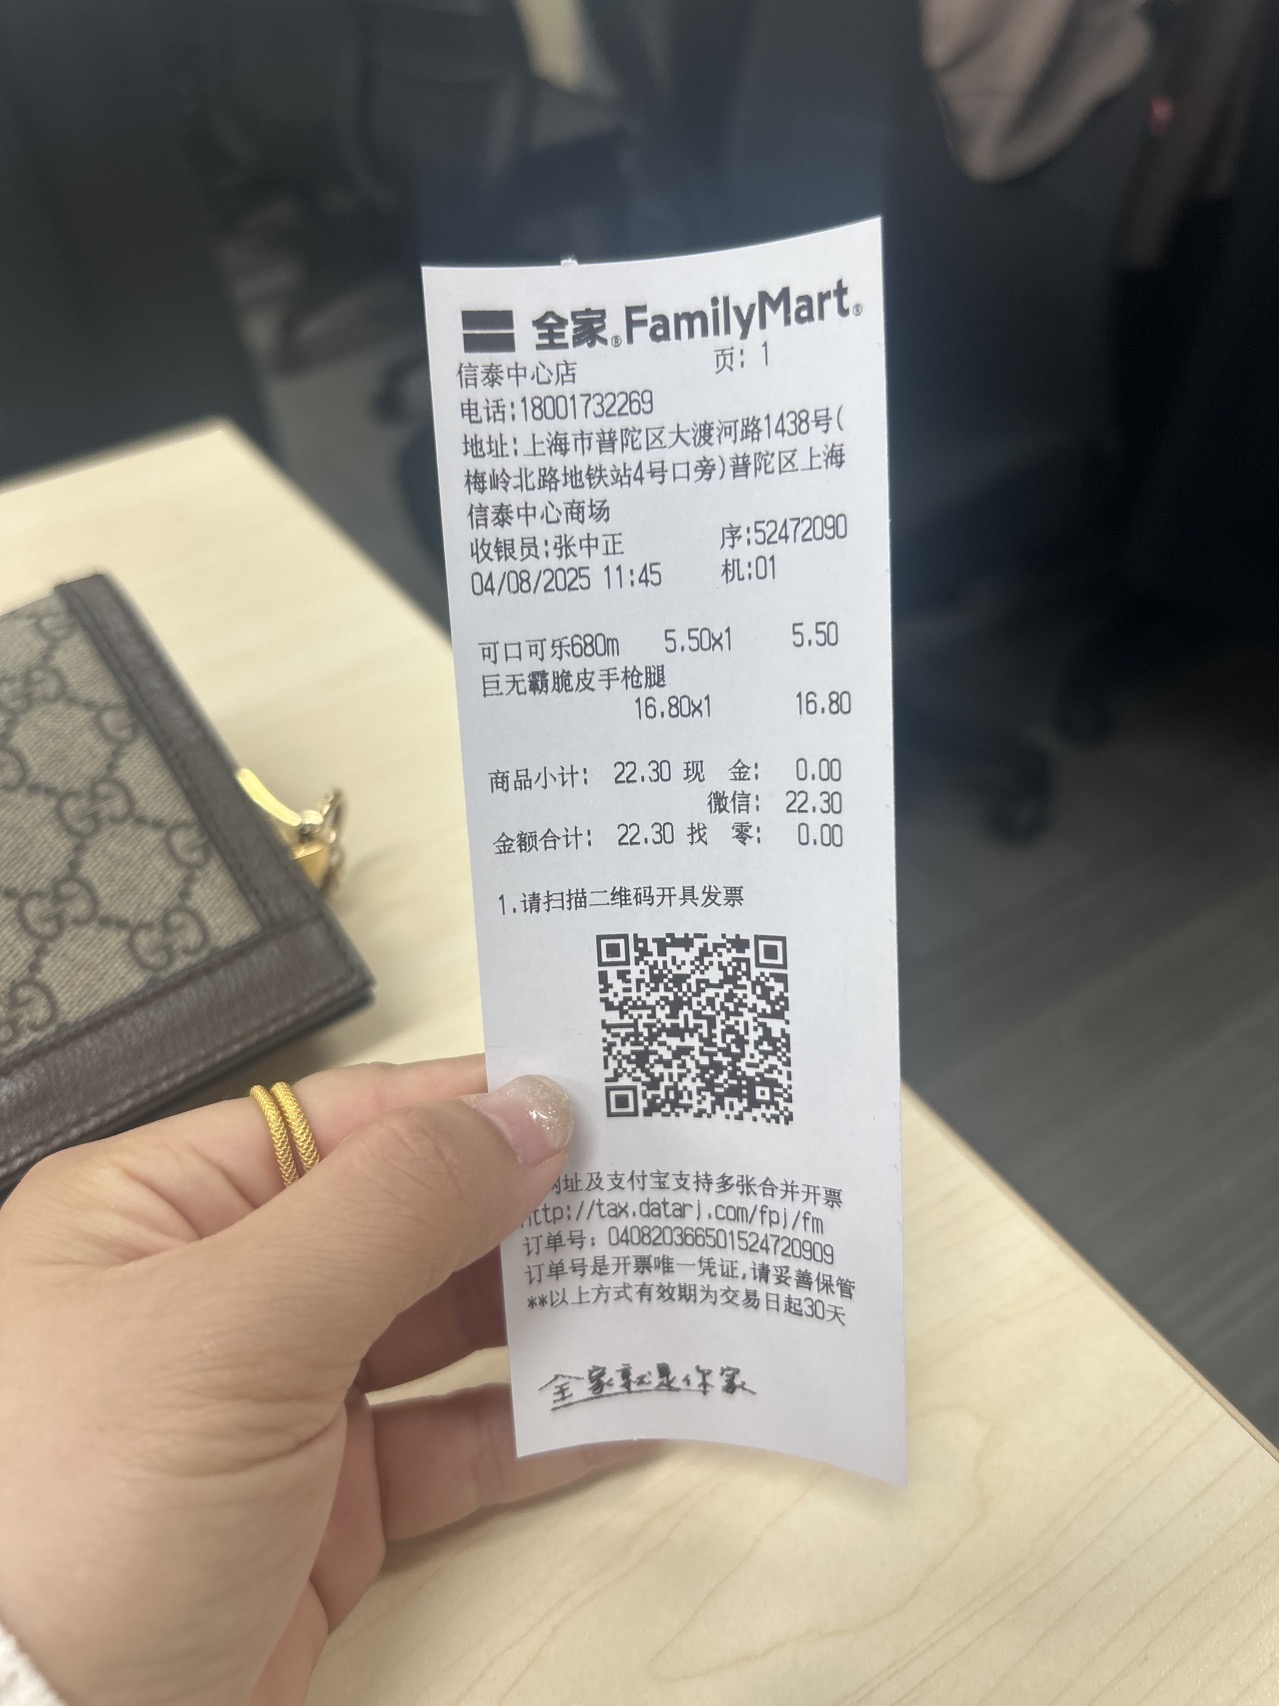 全家®FamilyMart®
信泰中心店 页: 1
电话:18001732269
地址:上海市普陀区大渡河路1438号(
梅岭北路地铁站4号口旁)普陀区上海
信泰中心商场
收银员:张中正 序:52472090
04/08/2025 11:45 机:01
可口可乐680m 5.50x1 5.50
巨无霸脆皮手枪腿
16.80x1 16.80
商品小计: 22.30 现 金: 0.00
微信: 22.30
金额合计: 22.30 找 零: 0.00
1.请扫描二维码开具发票
网址及支付宝支持多张合并开票
http://tax.datarj.com/fpj/fm
订单号: 040820366501524720909
订单号是开票唯一凭证,请妥善保管
**以上方式有效期为交易日起30天
全家就是你家